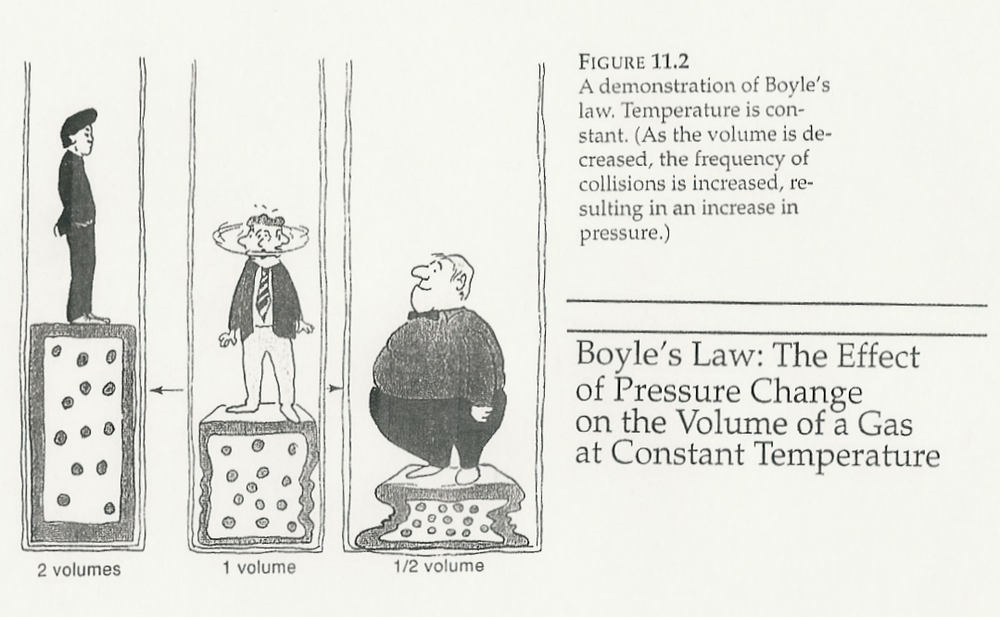 FIGURE 11.2
A demonstration of Boyle's
law. Temperature is con-
stant. (As the volume is de-
creased, the frequency of
collisions is increased, re-
sulting in an increase in
pressure.)
Boyle's Law: The Effect
of Pressure Change
on the Volume of a Gas
at Constant Temperature
2 volumes
1 volume
1/2 volume